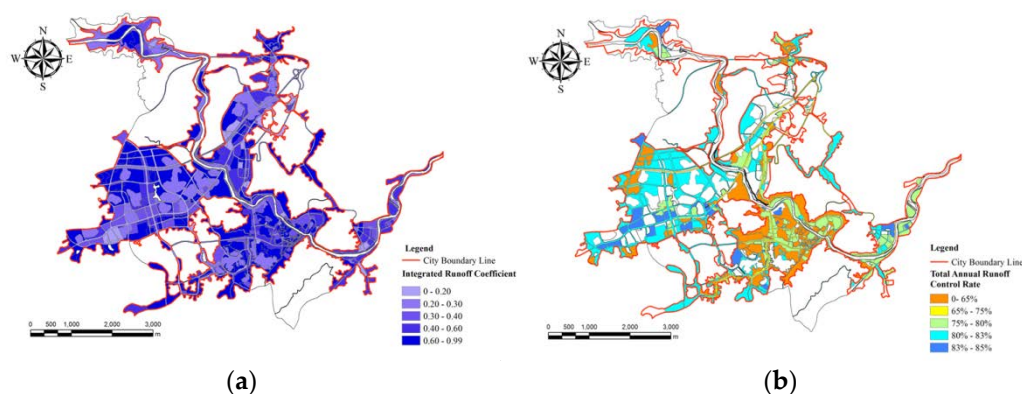 N
W E
S
Legend
City Boundary Line
Integrated Runoff Coefficient
0 - 0.20
0.20 - 0.30
0.30 - 0.40
0.40 - 0.60
0.60 - 0.99
0 500 1,000 2,000 3,000
m
(a)
N
W E
S
Legend
City Boundary Line
Total Annual Runoff
Control Rate
0- 65%
65% - 75%
75% - 80%
80% - 83%
83% - 85%
0 500 1,000 2,000 3,000
m
(b)